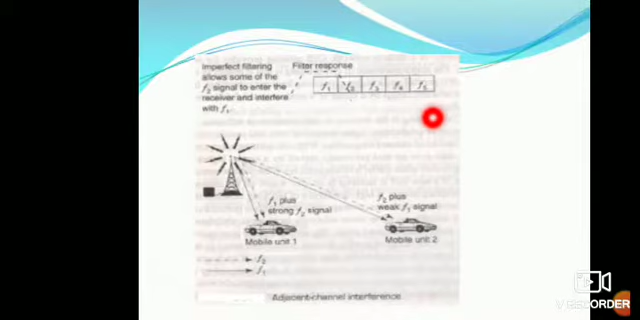 Imperfect filtering
allows some of the
f2 signal to enter the
receiver and interfere
with f1.
Filter response
f1 f2 f3 f4 f5
f1 plus
strong f2 signal
f2 plus
weak f1 signal
Mobile unit 1
Mobile unit 2
f2
f1
Adjacent-channel interference
V RECORDER